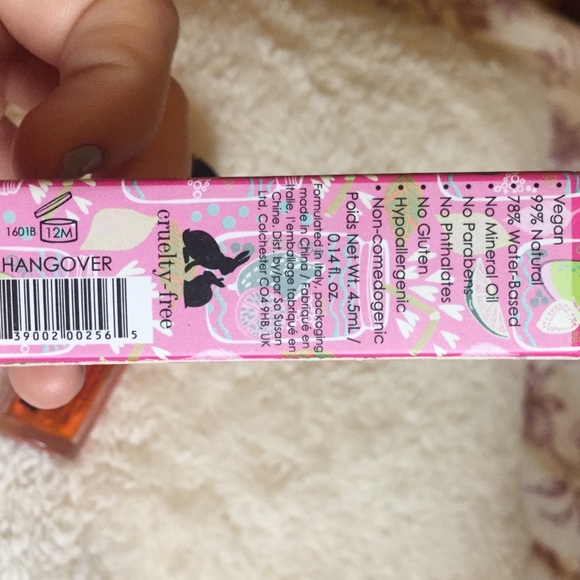 • Vegan
• 99% Natural
• 78% Water-Based
• No Mineral Oil
• No Parabens
• No Phthalates
• No Gluten
• Hypoallergenic
• Non-comedogenic
Poids Net Wt. 4.5mL /
0.14 fl. oz.
Formulated in Italy, packaging
made in China / Fabriqué en
Italie, l'emballage fabriqué en
Chine. Dist. by/par So Susan
Ltd, Colchester CO4 9HB, UK
cruelty-free
1601B
12M
HANGOVER
39002 00256 5